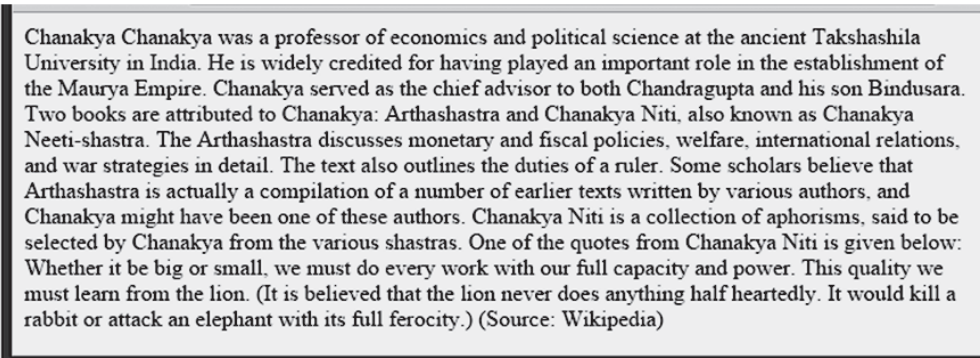 Chanakya Chanakya was a professor of economics and political science at the ancient Takshashila
University in India. He is widely credited for having played an important role in the establishment of
the Maurya Empire. Chanakya served as the chief advisor to both Chandragupta and his son Bindusara.
Two books are attributed to Chanakya: Arthashastra and Chanakya Niti, also known as Chanakya
Neeti-shastra. The Arthashastra discusses monetary and fiscal policies, welfare, international relations,
and war strategies in detail. The text also outlines the duties of a ruler. Some scholars believe that
Arthashastra is actually a compilation of a number of earlier texts written by various authors, and
Chanakya might have been one of these authors. Chanakya Niti is a collection of aphorisms, said to be
selected by Chanakya from the various shastras. One of the quotes from Chanakya Niti is given below:
Whether it be big or small, we must do every work with our full capacity and power. This quality we
must learn from the lion. (It is believed that the lion never does anything half heartedly. It would kill a
rabbit or attack an elephant with its full ferocity.) (Source: Wikipedia)